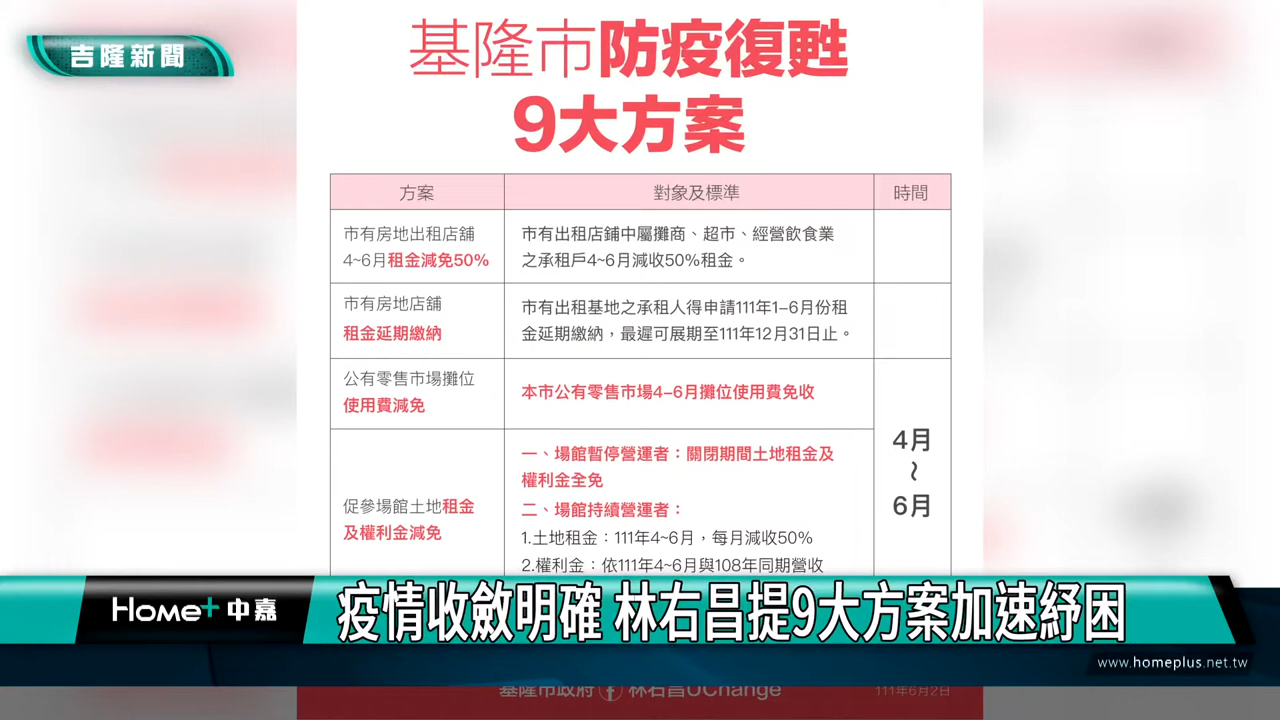 吉隆新聞
基隆市防疫復甦
9大方案
方案
對象及標準
時間
市有房地出租店舖
4~6月租金減免50%
市有出租店鋪中屬攤商、超市、經營飲食業
之承租戶4~6月減收50%租金。
市有房地店舖
租金延期繳納
市有出租基地之承租人得申請111年1-6月份租
金延期繳納，最遲可展期至111年12月31日止。
公有零售市場攤位
使用費減免
本市公有零售市場4-6月攤位使用費免收
4月
~
6月
促參場館土地租金
及權利金減免
一、場館暫停營運者：關閉期間土地租金及
權利金全免
二、場館持續營運者：
1.土地租金：111年4~6月，每月減收50%
2.權利金：依111年4~6月與108年同期營收
Home+中嘉
疫情收斂明確 林右昌提9大方案加速紓困
www.homeplus.net.tw
基隆市政府 林右昌UChange
111年6月2日